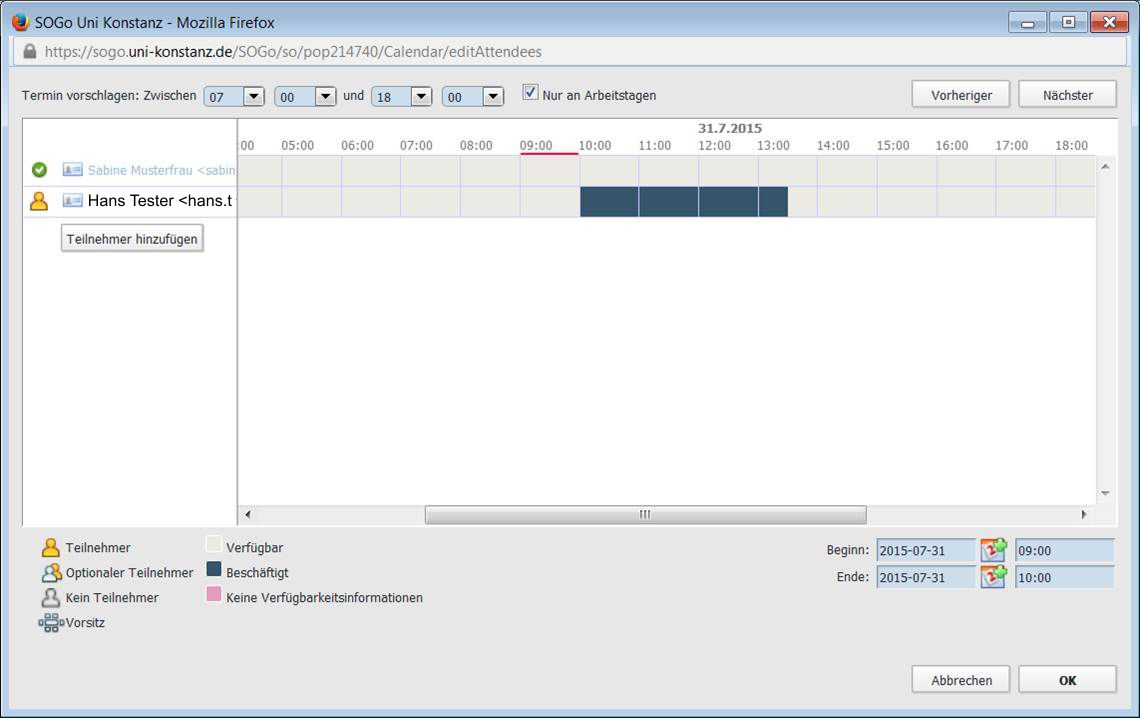 SOGo Uni Konstanz - Mozilla Firefox
https://sogo.uni-konstanz.de/SOGo/so/pop214740/Calendar/editAttendees
Termin vorschlagen: Zwischen 07 00 und 18 00 Nur an Arbeitstagen Vorheriger Nächster
31.7.2015
:00 05:00 06:00 07:00 08:00 09:00 10:00 11:00 12:00 13:00 14:00 15:00 16:00 17:00 18:00
Sabine Musterfrau <sabin
Hans Tester <hans.t
Teilnehmer hinzufügen
Teilnehmer Verfügbar
Optionaler Teilnehmer Beschäftigt
Kein Teilnehmer Keine Verfügbarkeitsinformationen
Vorsitz
Beginn: 2015-07-31 09:00
Ende: 2015-07-31 10:00
Abbrechen OK